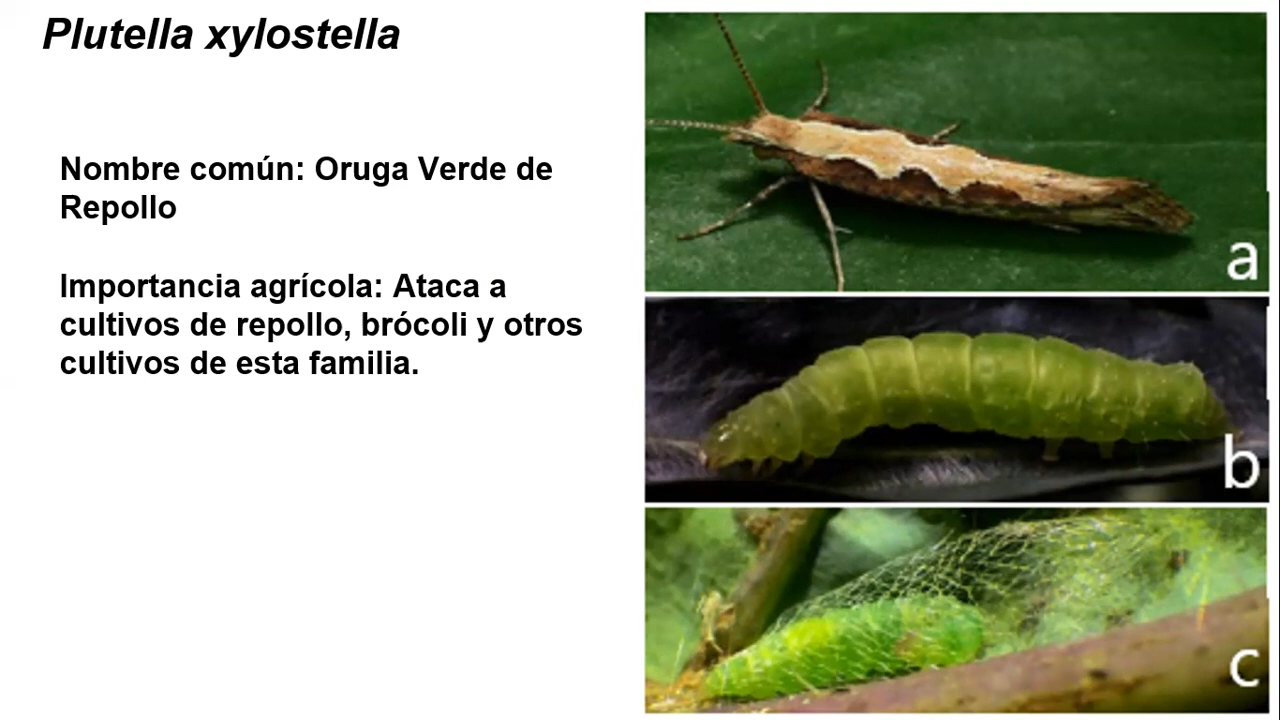 Plutella xylostella
Nombre común: Oruga Verde de
Repollo
Importancia agrícola: Ataca a
cultivos de repollo, brócoli y otros
cultivos de esta familia.
a
b
c